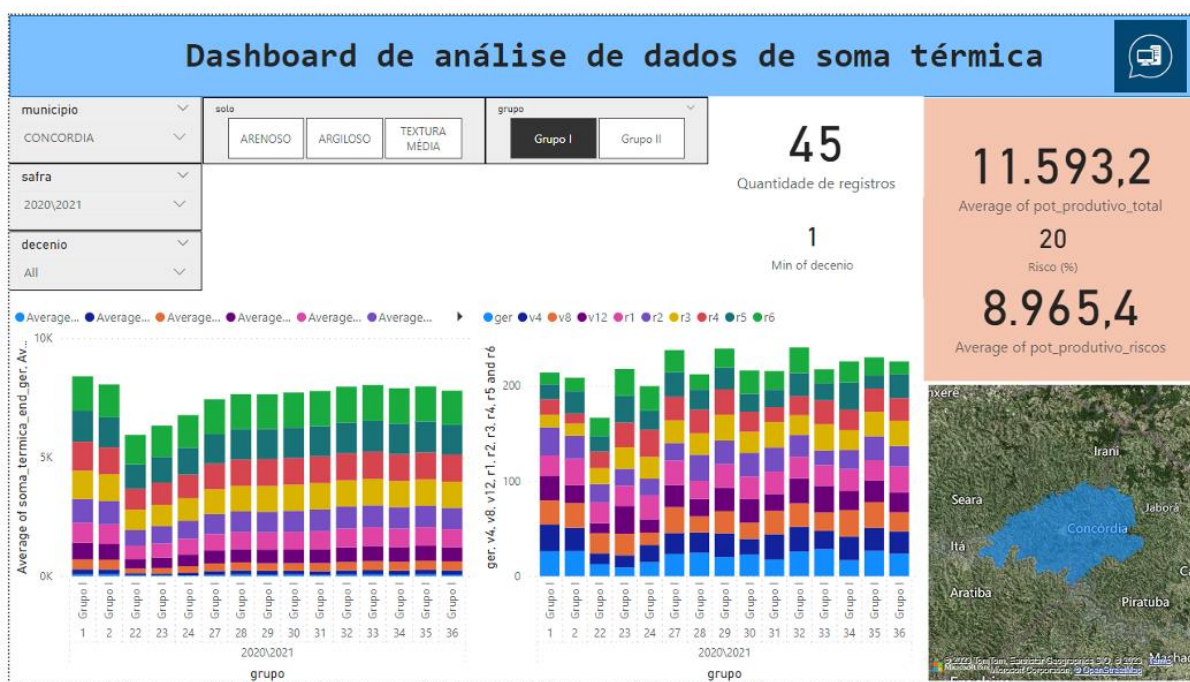 Dashboard de análise de dados de soma térmica
municipio
CONCORDIA
solo
ARENOSO
ARGILOSO
TEXTURA
MÉDIA
grupo
Grupo I
Grupo II
45
Quantidade de registros
1
Min of decenio
11.593,2
Average of pot_produtivo_total
20
Risco (%)
8.965,4
Average of pot_produtivo_riscos
safra
2020\2021
decenio
All
Average... Average... Average... Average... Average... Average...
Average of soma_termica_end_ger, Av...
10K
5K
0K
Grupo I Grupo I Grupo I Grupo I Grupo I Grupo I Grupo I Grupo I Grupo I Grupo I Grupo I Grupo I Grupo I Grupo I
1 2 22 23 24 27 28 29 30 31 32 33 34 35 36
2020\2021
grupo
ger v4 v8 v12 r1 r2 r3 r4 r5 r6
ger, v4, v8, v12, r1, r2, r3, r4, r5 and r6
200
100
0
Grupo I Grupo I Grupo I Grupo I Grupo I Grupo I Grupo I Grupo I Grupo I Grupo I Grupo I Grupo I Grupo I Grupo I
1 2 22 23 24 27 28 29 30 31 32 33 34 35 36
2020\2021
grupo
nxere
Irani
Seara
Jaborá
Concórdia
Itá
Aratiba
Piratuba
Machad
Microsoft Corporation, © OpenStreetMap
Terms